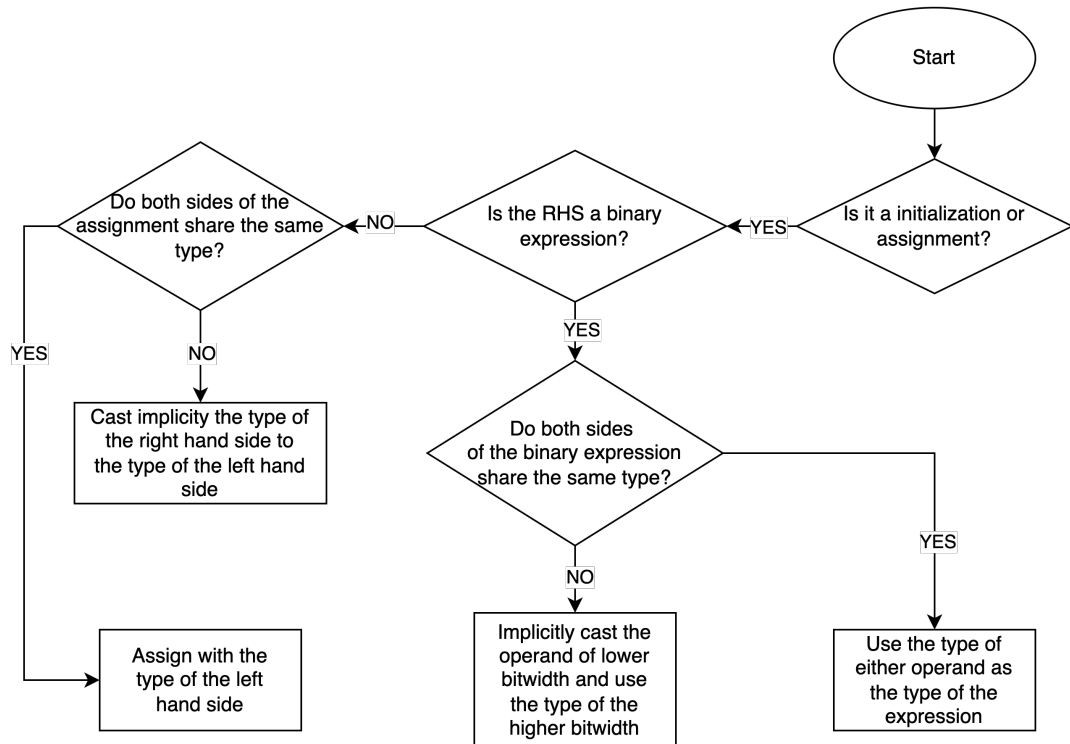 Start
Is it a initialization or
assignment?
YES
Is the RHS a binary
expression?
NO
Do both sides of the
assignment share the same
type?
YES
NO
Cast implicity the type of
the right hand side to
the type of the left hand
side
Assign with the
type of the left
hand side
YES
Do both sides
of the binary expression
share the same type?
NO
Implicitly cast the
operand of lower
bitwidth and use
the type of the
higher bitwidth
YES
Use the type of
either operand as
the type of the
expression